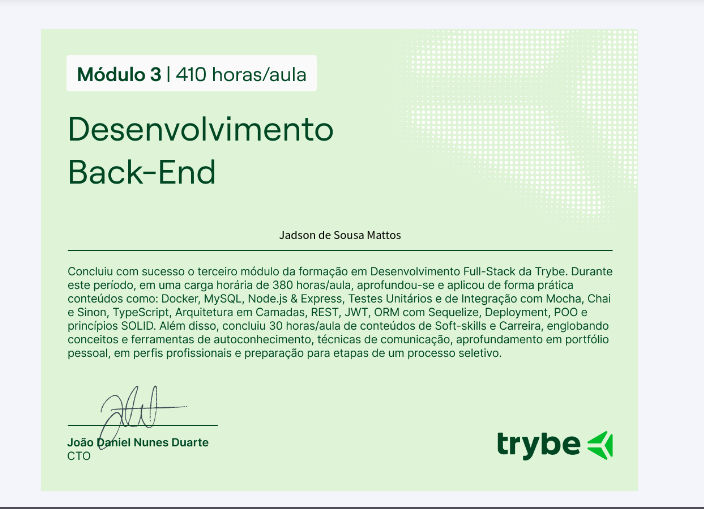 Módulo 3 | 410 horas/aula
Desenvolvimento
Back-End
Jadson de Sousa Mattos
Concluiu com sucesso o terceiro módulo da formação em Desenvolvimento Full-Stack da Trybe. Durante
este período, em uma carga horária de 380 horas/aula, aprofundou-se e aplicou de forma prática
conteúdos como: Docker, MySQL, Node.js & Express, Testes Unitários e de Integração com Mocha, Chai
e Sinon, TypeScript, Arquitetura em Camadas, REST, JWT, ORM com Sequelize, Deployment, POO e
princípios SOLID. Além disso, concluiu 30 horas/aula de conteúdos de Soft-skills e Carreira, englobando
conceitos e ferramentas de autoconhecimento, técnicas de comunicação, aprofundamento em portfólio
pessoal, em perfis profissionais e preparação para etapas de um processo seletivo.
João Daniel Nunes Duarte
CTO
trybe